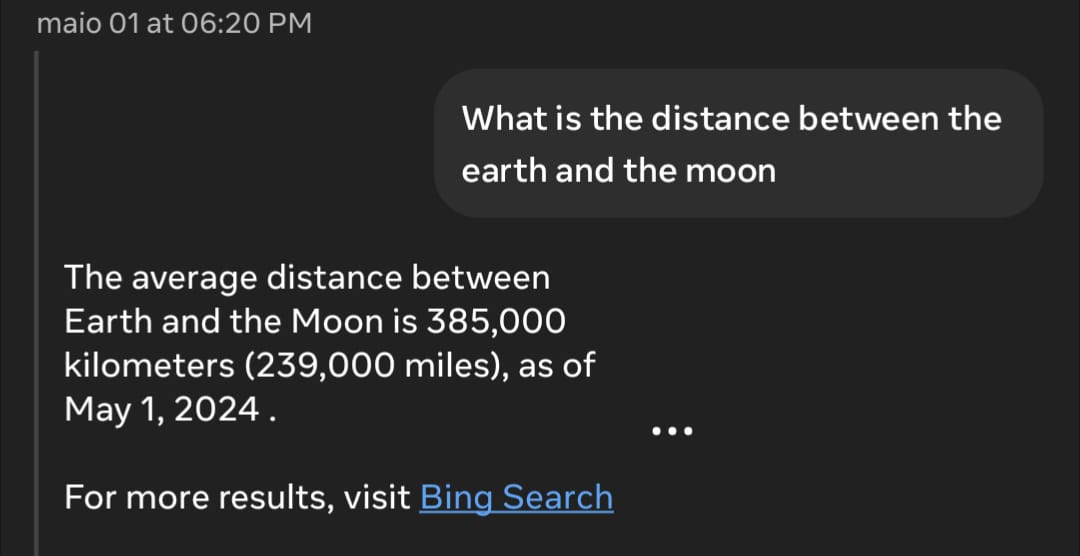 maio 01 at 06:20 PM
What is the distance between the
earth and the moon
The average distance between
Earth and the Moon is 385,000
kilometers (239,000 miles), as of
May 1, 2024 .
For more results, visit Bing Search